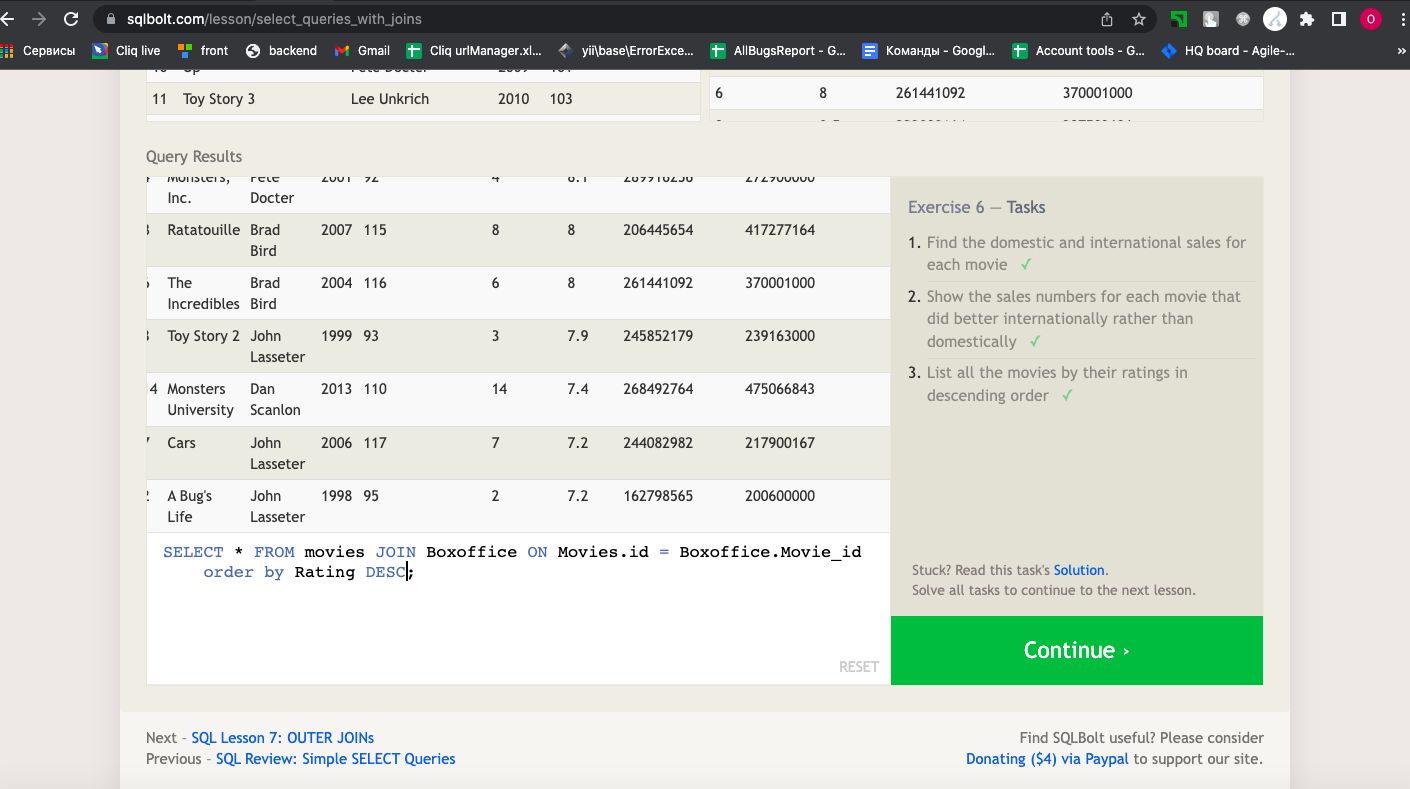 sqlbolt.com/lesson/select_queries_with_joins
O
Сервисы Cliq live front backend Gmail Cliq urlManager.xl... yii\base\ErrorExce... AllBugsReport - G... Команды - Googl... Account tools - G... HQ board - Agile-... »
11 Toy Story 3 Lee Unkrich 2010 103
6 8 261441092 370001000
Query Results
Monsters, Pete 2001 92 4 8.1 289916256 272900000
Inc. Docter
Ratatouille Brad 2007 115 8 8 206445654 417277164
Bird
The Brad 2004 116 6 8 261441092 370001000
Incredibles Bird
Toy Story 2 John 1999 93 3 7.9 245852179 239163000
Lasseter
4 Monsters Dan 2013 110 14 7.4 268492764 475066843
University Scanlon
Cars John 2006 117 7 7.2 244082982 217900167
Lasseter
A Bug's John 1998 95 2 7.2 162798565 200600000
Life Lasseter
SELECT * FROM movies JOIN Boxoffice ON Movies.id = Boxoffice.Movie_id
order by Rating DESC;
RESET
Exercise 6 — Tasks
1. Find the domestic and international sales for
each movie ✓
2. Show the sales numbers for each movie that
did better internationally rather than
domestically ✓
3. List all the movies by their ratings in
descending order ✓
Stuck? Read this task's Solution.
Solve all tasks to continue to the next lesson.
Continue ›
Next – SQL Lesson 7: OUTER JOINs
Previous – SQL Review: Simple SELECT Queries
Find SQLBolt useful? Please consider
Donating ($4) via Paypal to support our site.